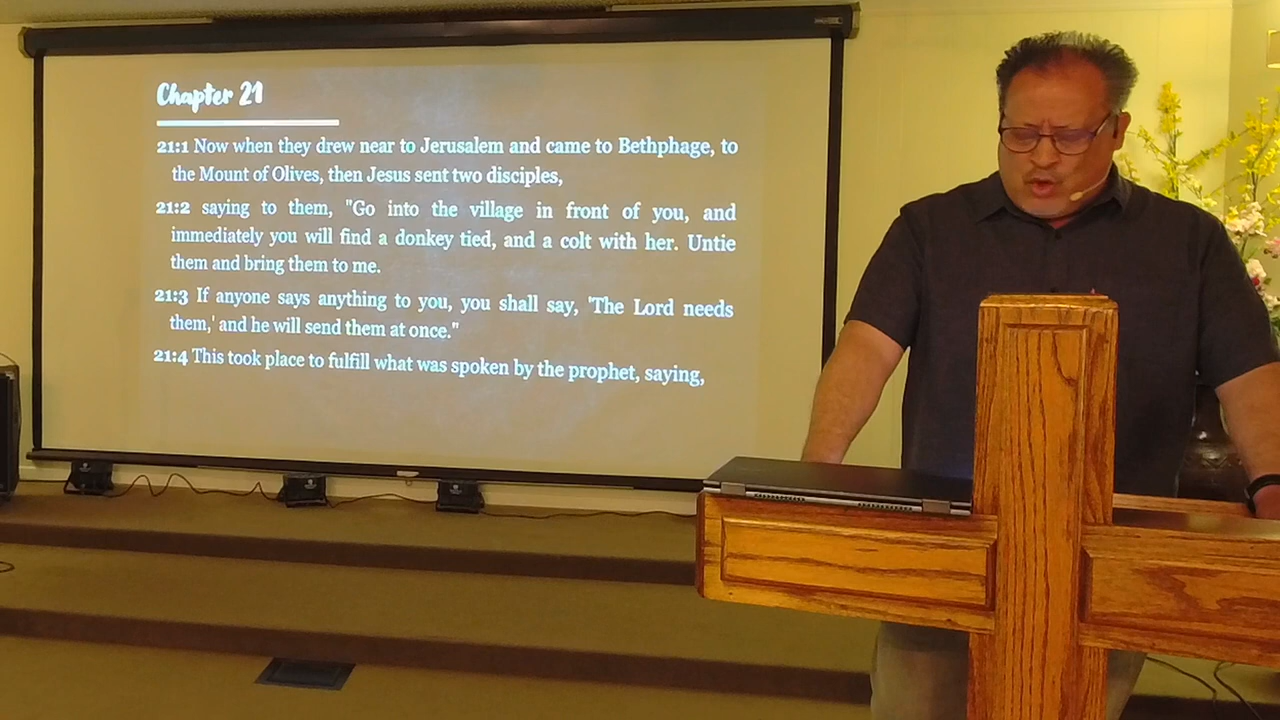 Chapter 21
21:1 Now when they drew near to Jerusalem and came to Bethphage, to
the Mount of Olives, then Jesus sent two disciples,
21:2 saying to them, "Go into the village in front of you, and
immediately you will find a donkey tied, and a colt with her. Untie
them and bring them to me.
21:3 If anyone says anything to you, you shall say, 'The Lord needs
them,' and he will send them at once."
21:4 This took place to fulfill what was spoken by the prophet, saying,